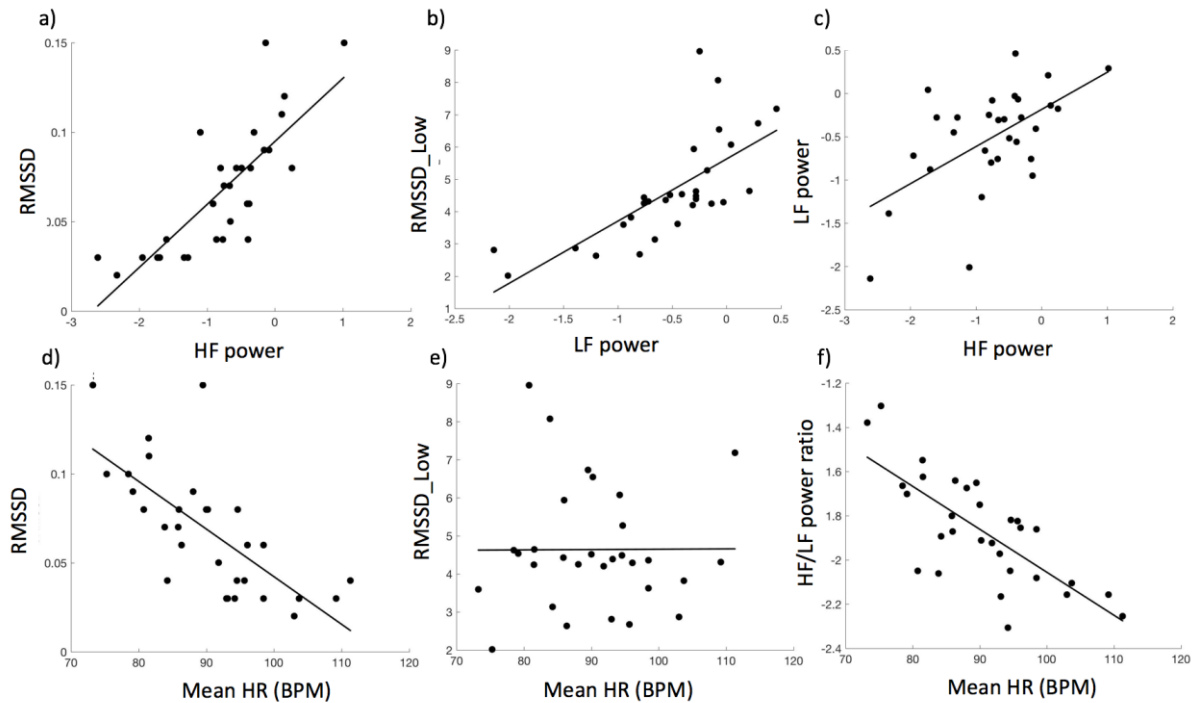 a)
RMSSD
0.15
0.1
0.05
0
-3 -2 -1 0 1 2
HF power
b)
RMSSD_Low
9
8
7
6
5
4
3
2
1
-2.5 -2 -1.5 -1 -0.5 0 0.5
LF power
c)
LF power
0.5
0
-0.5
-1
-1.5
-2
-2.5
-3 -2 -1 0 1 2
HF power
d)
RMSSD
0.15
0.1
0.05
0
70 80 90 100 110 120
Mean HR (BPM)
e)
RMSSD_Low
9
8
7
6
5
4
3
2
70 80 90 100 110 120
Mean HR (BPM)
f)
HF/LF power ratio
-1.2
1.4
1.6
1.8
-2
-2.2
-2.4
70 80 90 100 110 120
Mean HR (BPM)